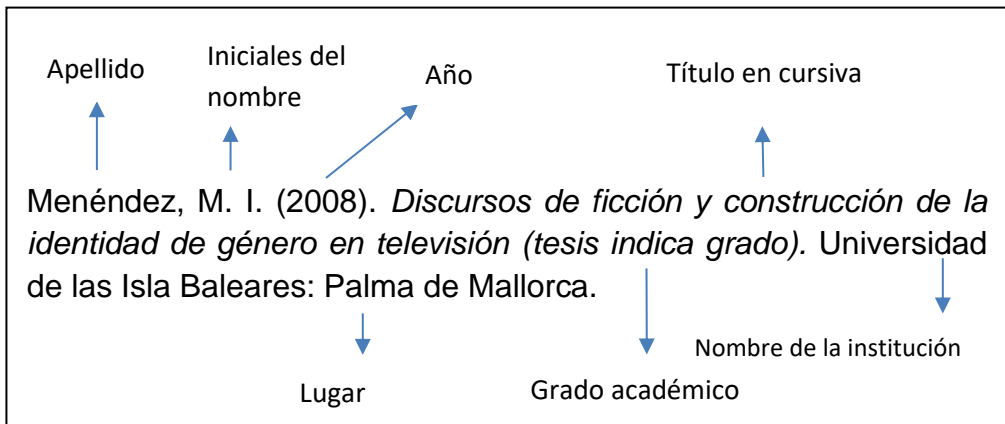 Apellido
Iniciales del
nombre
Año
Título en cursiva
Menéndez, M. I. (2008). Discursos de ficción y construcción de la
identidad de género en televisión (tesis indica grado). Universidad
de las Isla Baleares: Palma de Mallorca.
Nombre de la institución
Lugar
Grado académico